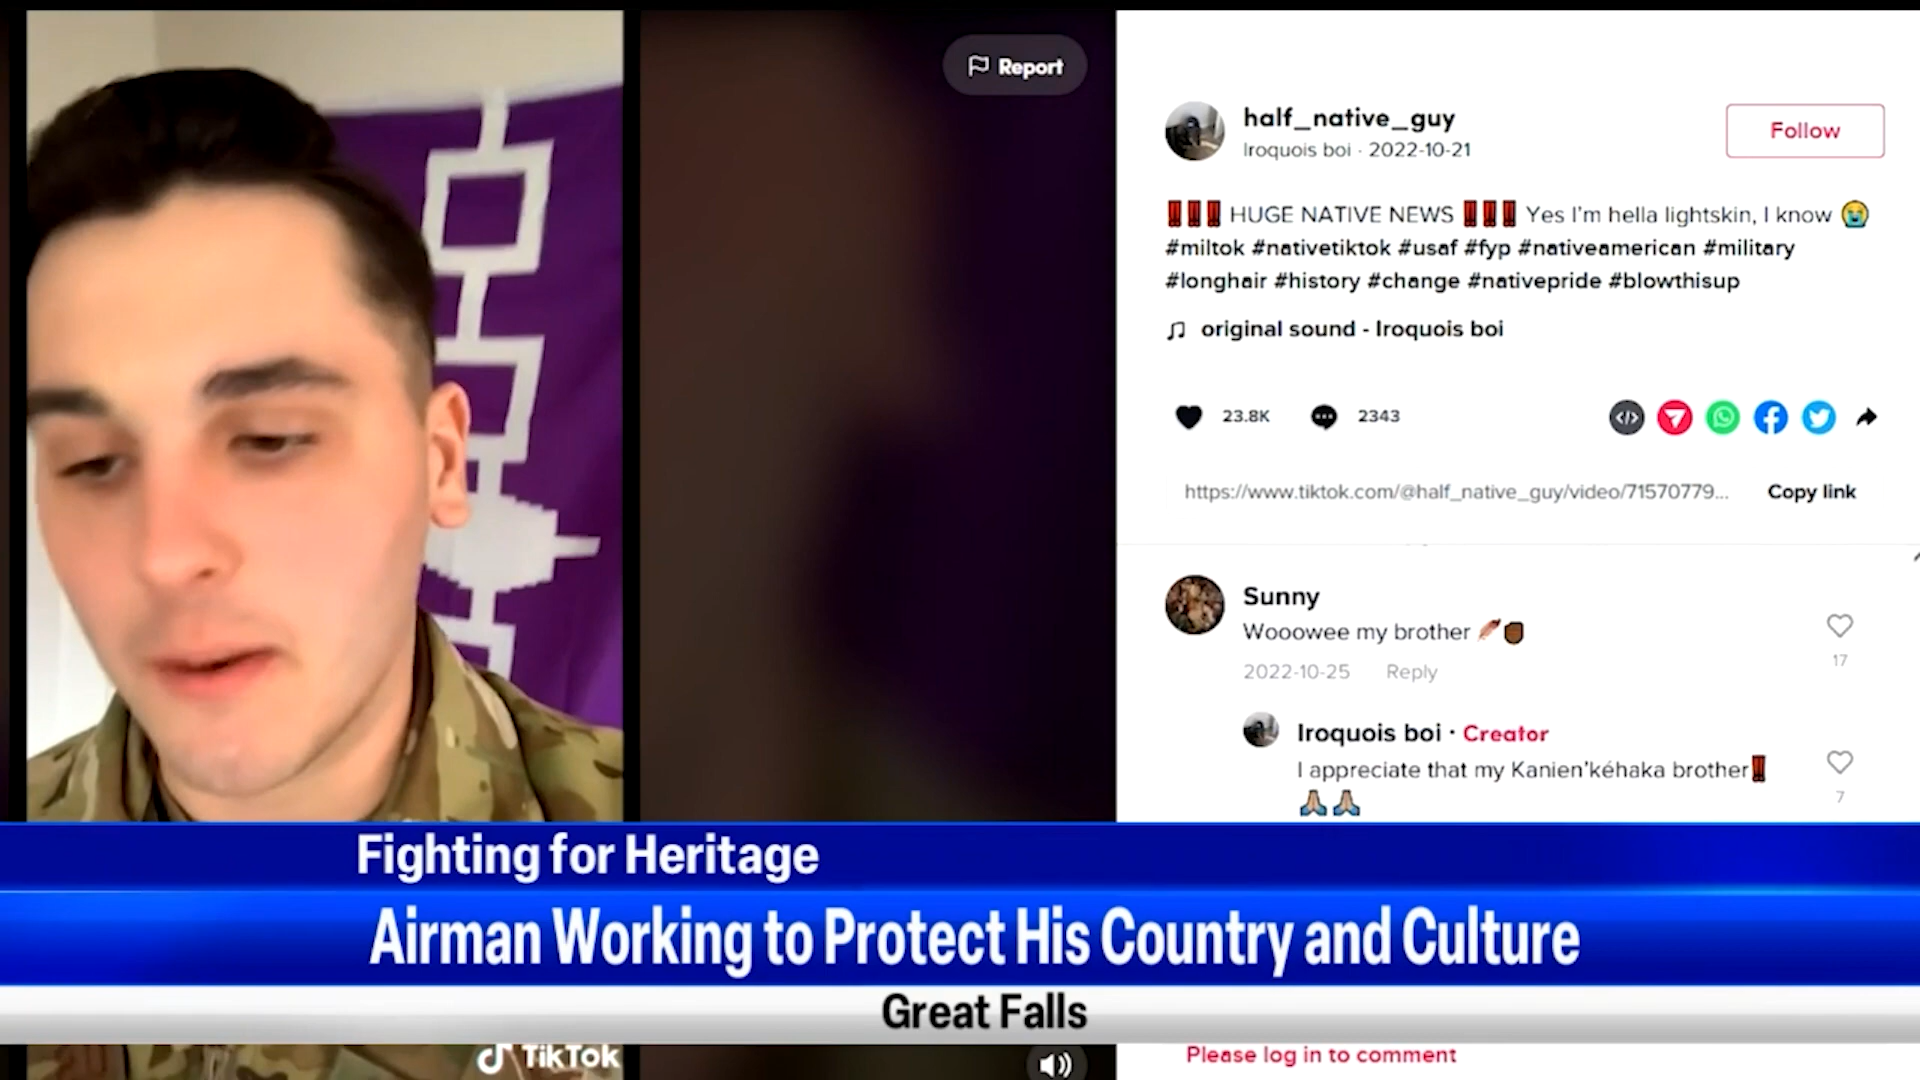 Report
half_native_guy
Iroquois boi · 2022-10-21
Follow
HUGE NATIVE NEWS Yes I'm hella lightskin, I know 😭
#miltok #nativetiktok #usaf #fyp #nativeamerican #military
#longhair #history #change #nativepride #blowthisup
original sound - Iroquois boi
23.8K
2343
https://www.tiktok.com/@half_native_guy/video/71570779...
Copy link
Sunny
Wooowee my brother
17
2022-10-25 Reply
Iroquois boi · Creator
I appreciate that my Kanien'kéhaka brother
7
Fighting for Heritage
Airman Working to Protect His Country and Culture
Great Falls
TikTok
Please log in to comment